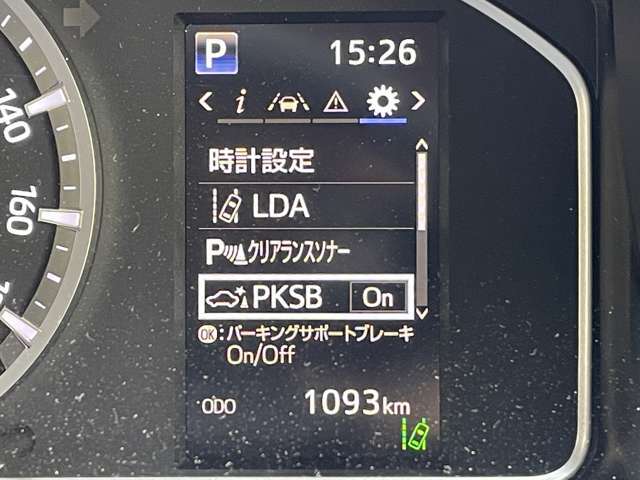 P 15:26
i
時計設定
LDA
P クリアランスソナー
PKSB On
OK:パーキングサポートブレーキ
On/Off
ODO 1093km
140
160